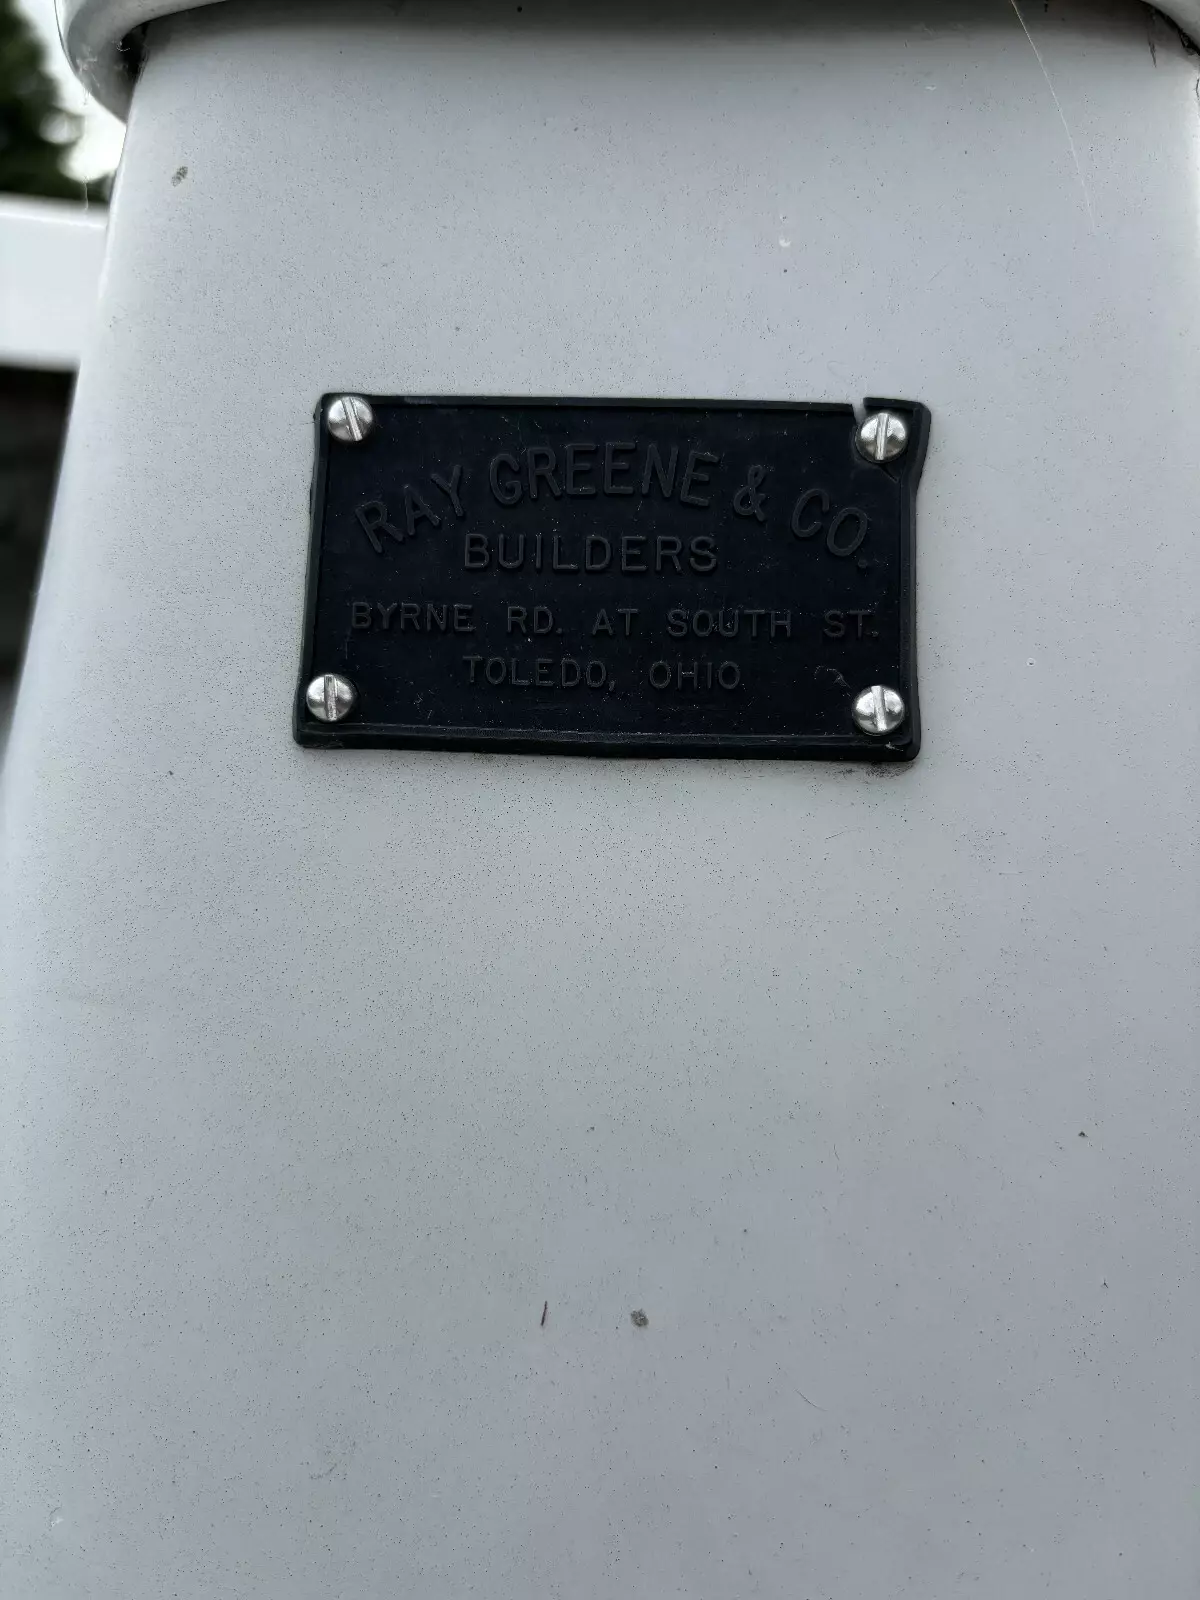 RAY GREENE & CO.
BUILDERS
BYRNE RD. AT SOUTH ST.
TOLEDO, OHIO